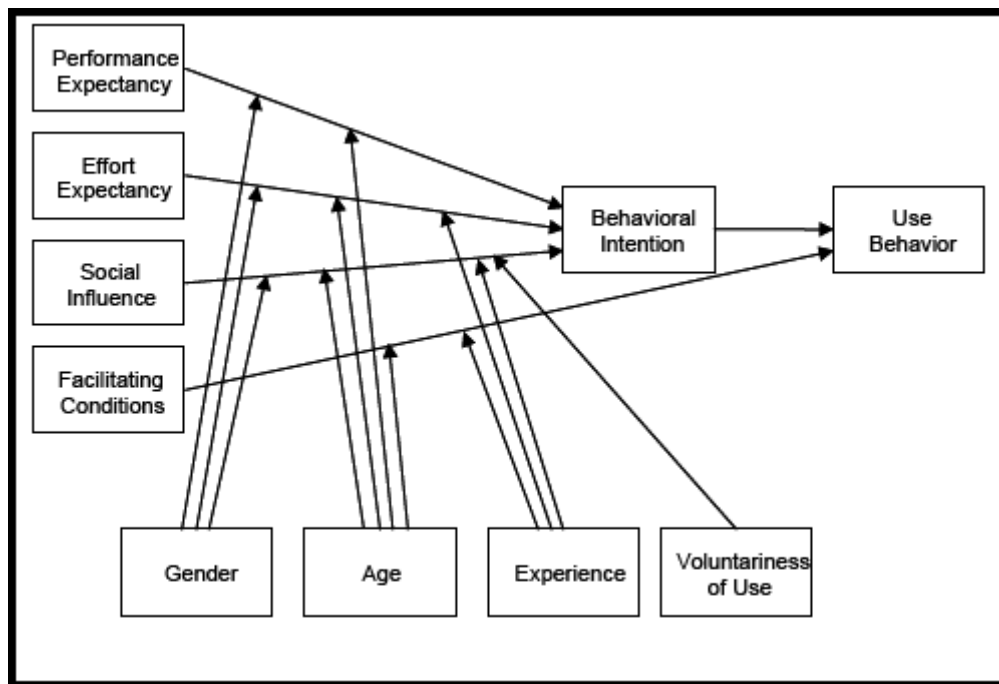 Performance
Expectancy
Effort
Expectancy
Social
Influence
Facilitating
Conditions
Behavioral
Intention
Use
Behavior
Gender
Age
Experience
Voluntariness
of Use